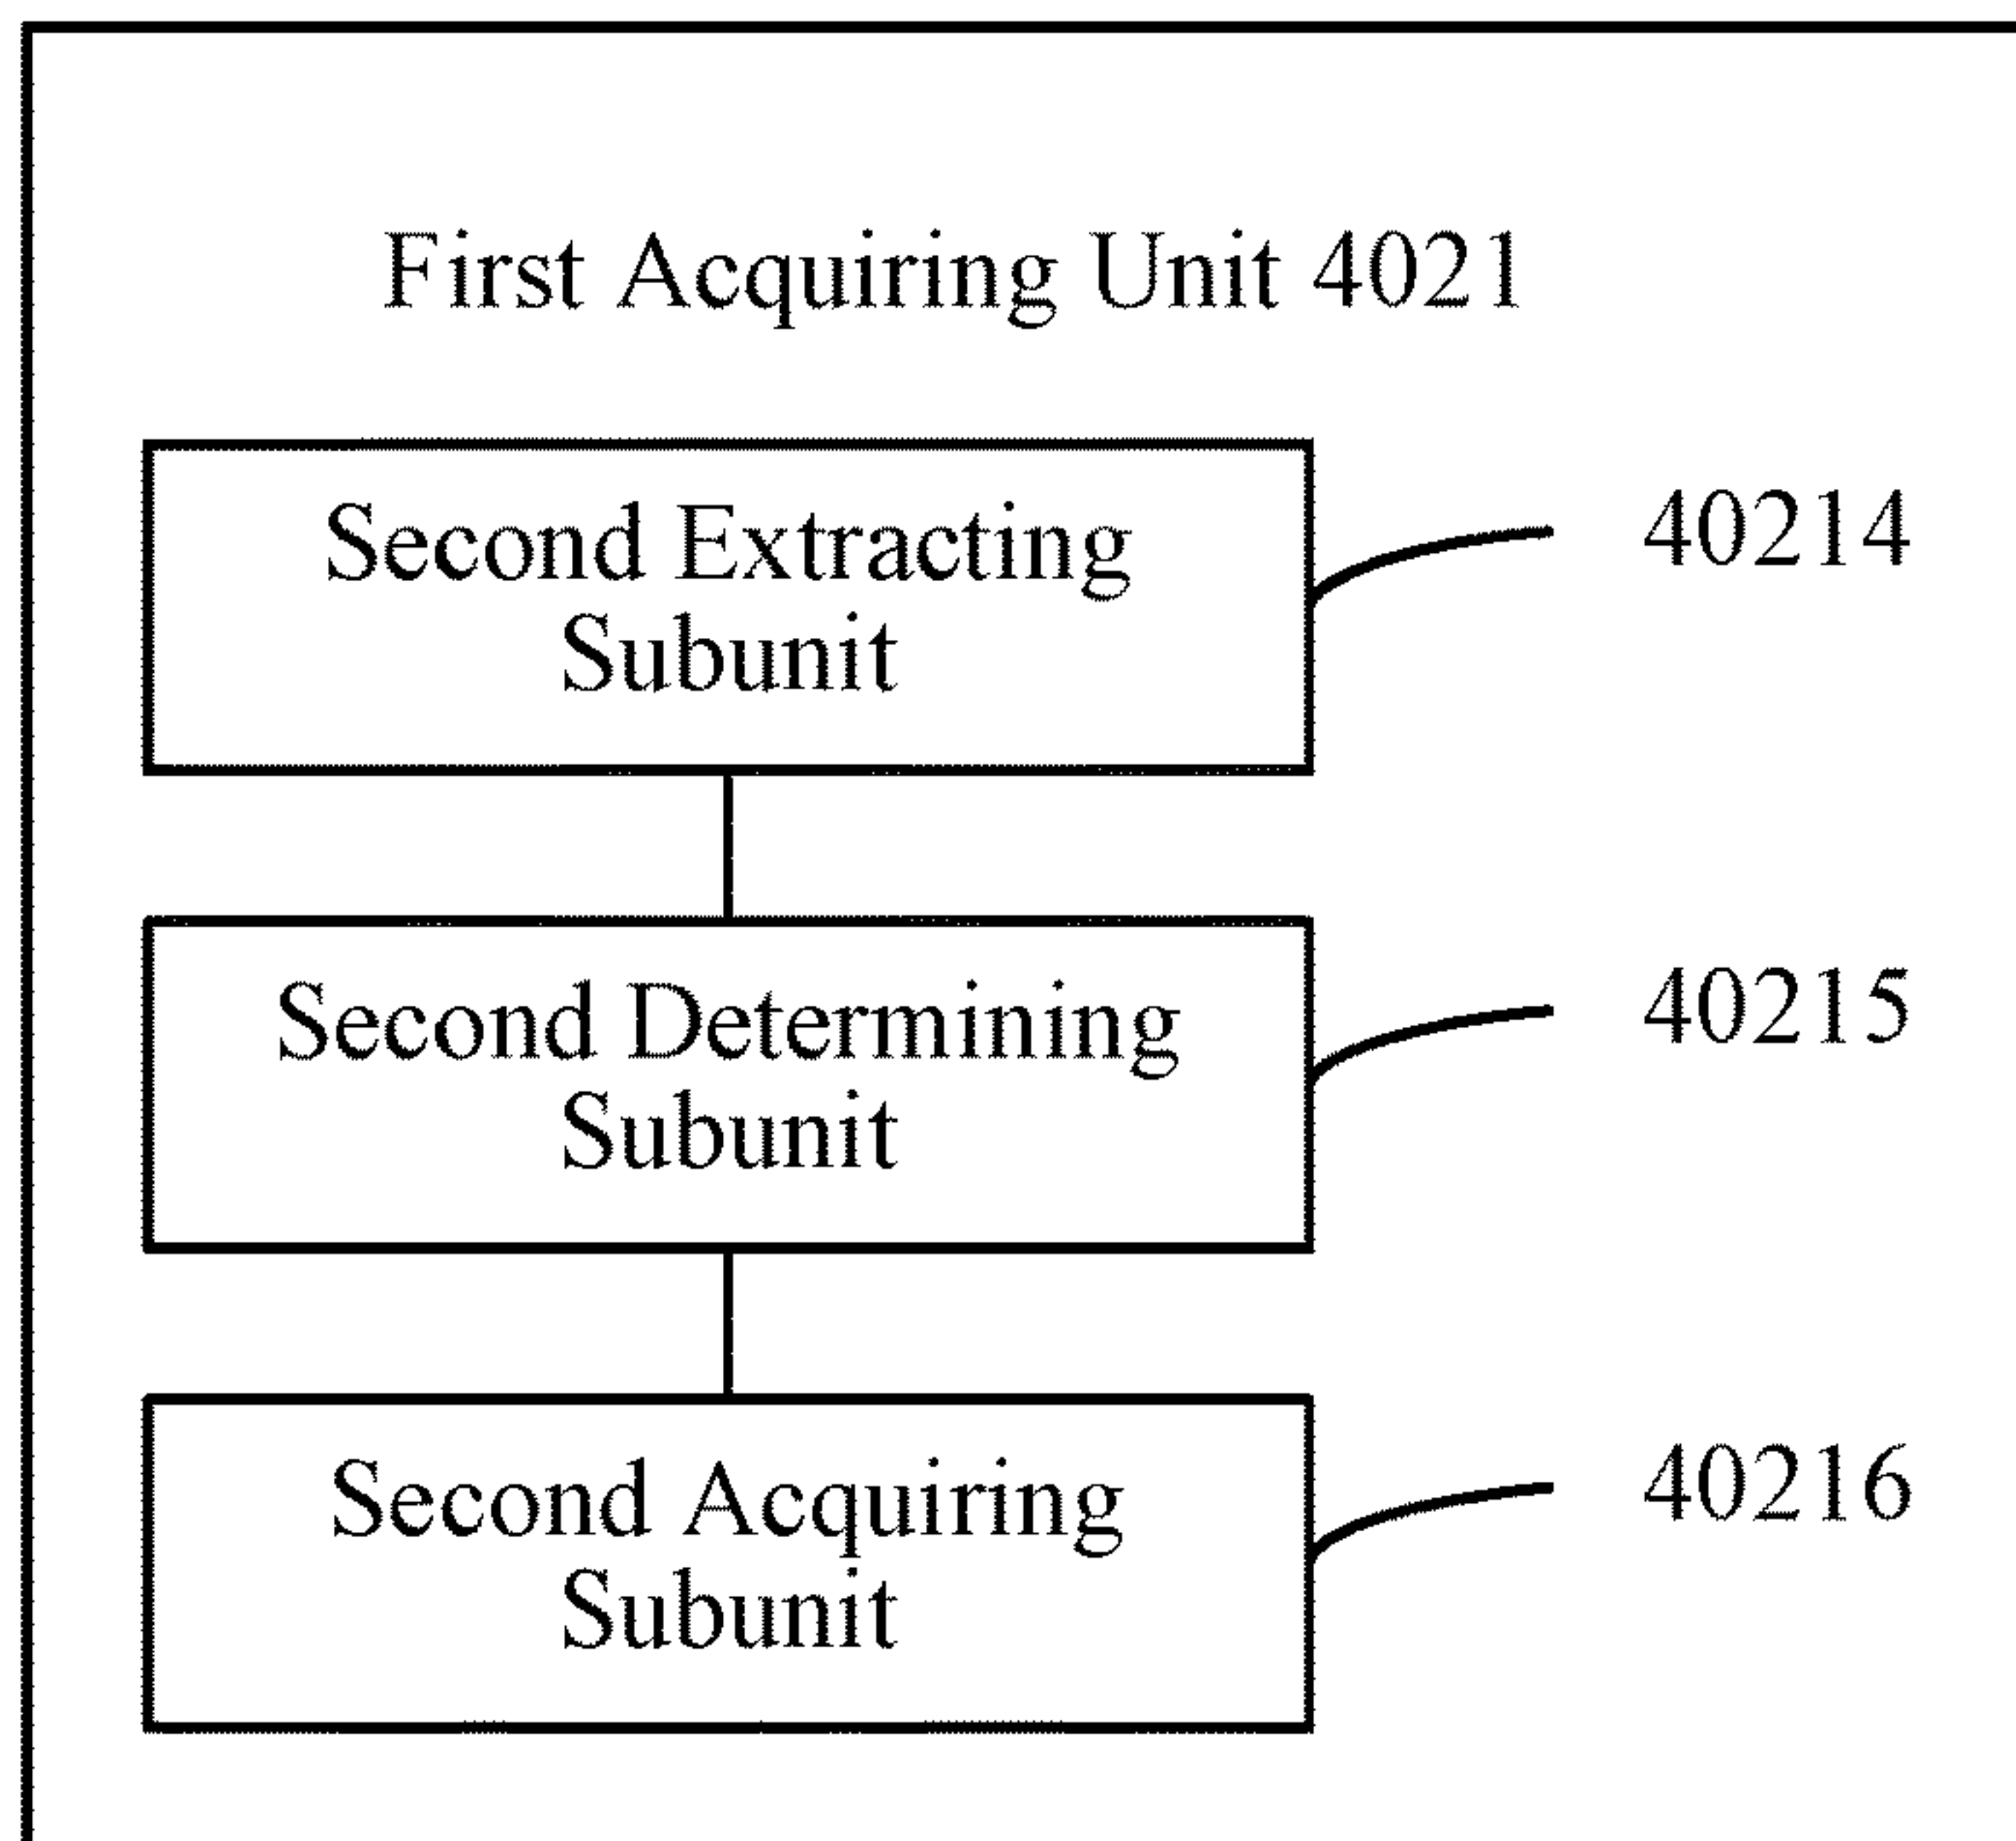 First Acquiring Unit 4021
Second Extracting
Subunit
40214
Second Determining
Subunit
40215
Second Acquiring
Subunit
40216